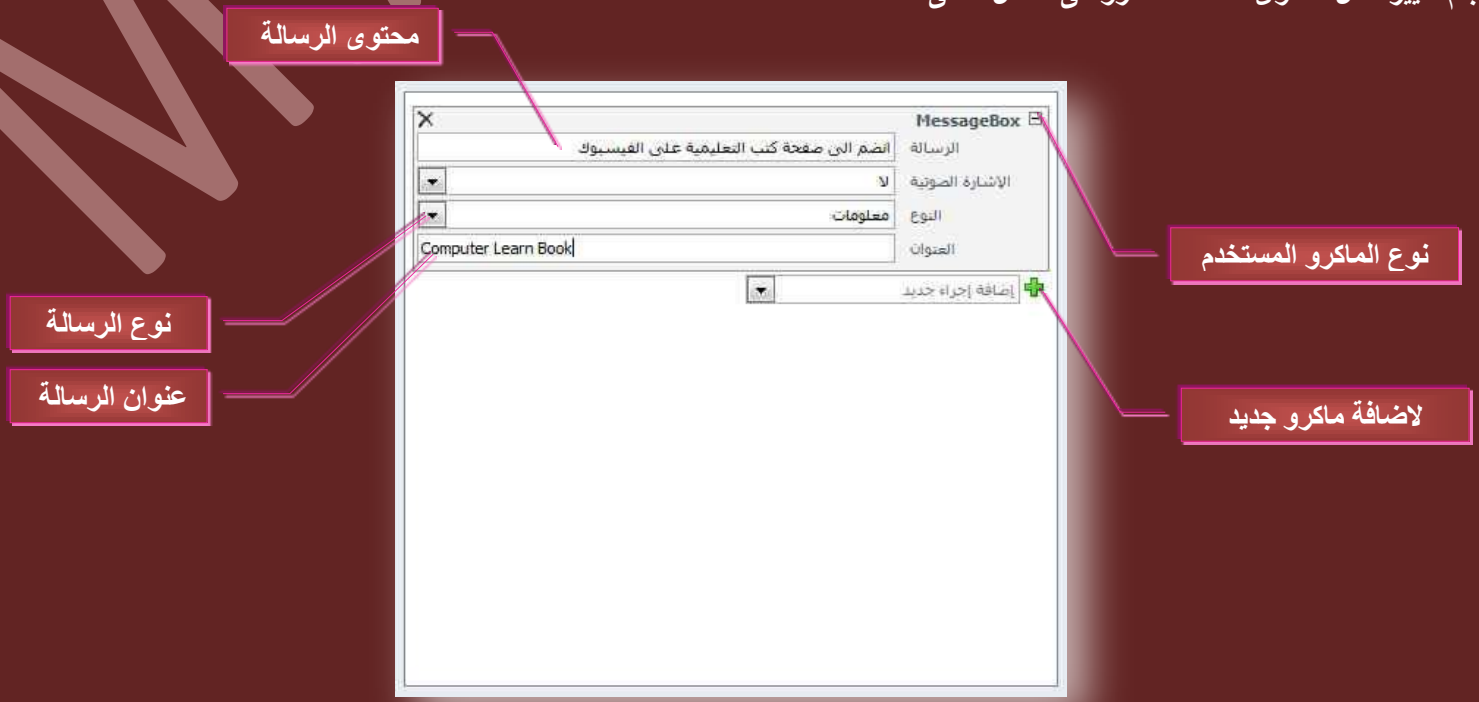 محتوى الرسالة
MessageBox
الرسالة انضم الى صفحة كتب التعليمية على الفيسبوك
الإشارة الصوتية لا
النوع معلومات
العنوان Computer Learn Book
إضافة إجراء جديد
نوع الماكرو المستخدم
نوع الرسالة
عنوان الرسالة
لاضافة ماكرو جديد